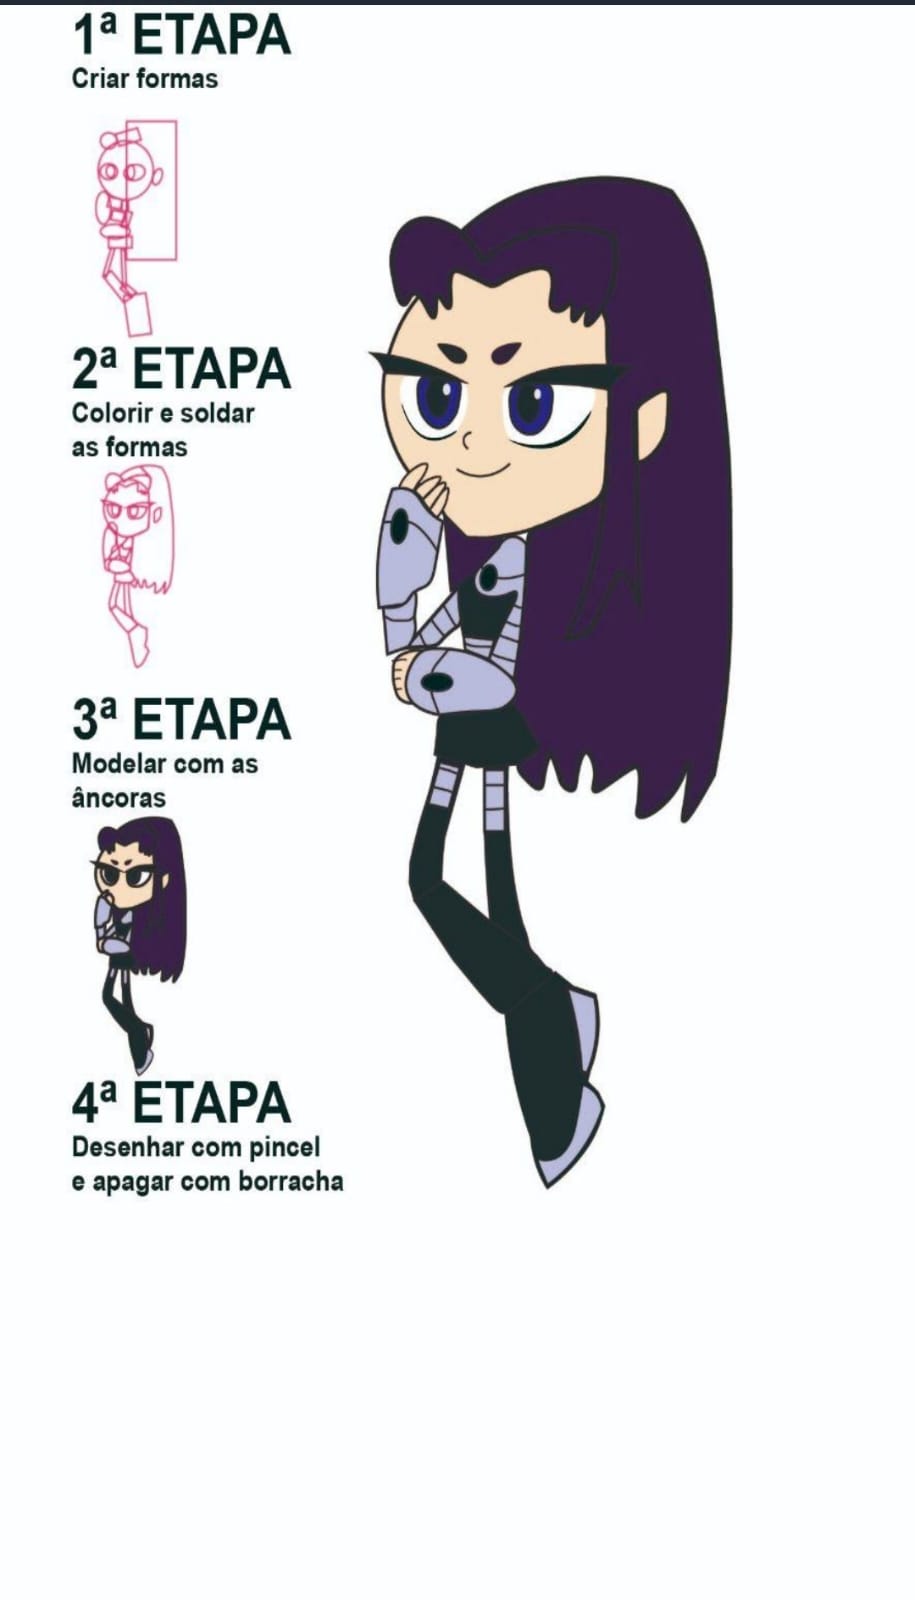 1ª ETAPA
Criar formas
2ª ETAPA
Colorir e soldar
as formas
3ª ETAPA
Modelar com as
âncoras
4ª ETAPA
Desenhar com pincel
e apagar com borracha